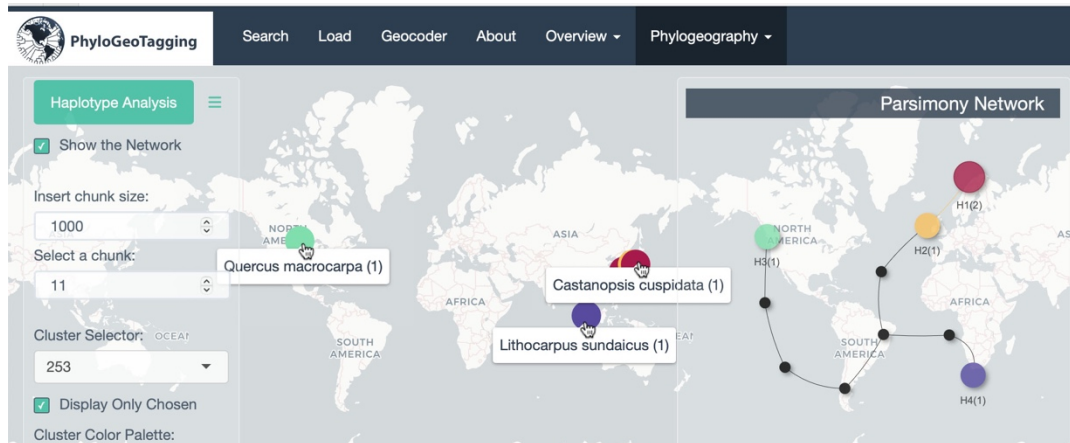 PhyloGeoTagging Search Load Geocoder About Overview Phylogeography
Haplotype Analysis
Parsimony Network
Show the Network
Insert chunk size:
1000
Select a chunk:
11
Cluster Selector:
253
Display Only Chosen
Cluster Color Palette:
Quercus macrocarpa (1)
ASIA
Castanopsis cuspidata (1)
AFRICA
Lithocarpus sundaicus (1)
SOUTH
AMERICA
H1(2)
H2(1)
NORTH
AMERICA
H3(1)
AFRICA
SOUTH
AMERICA
H4(1)